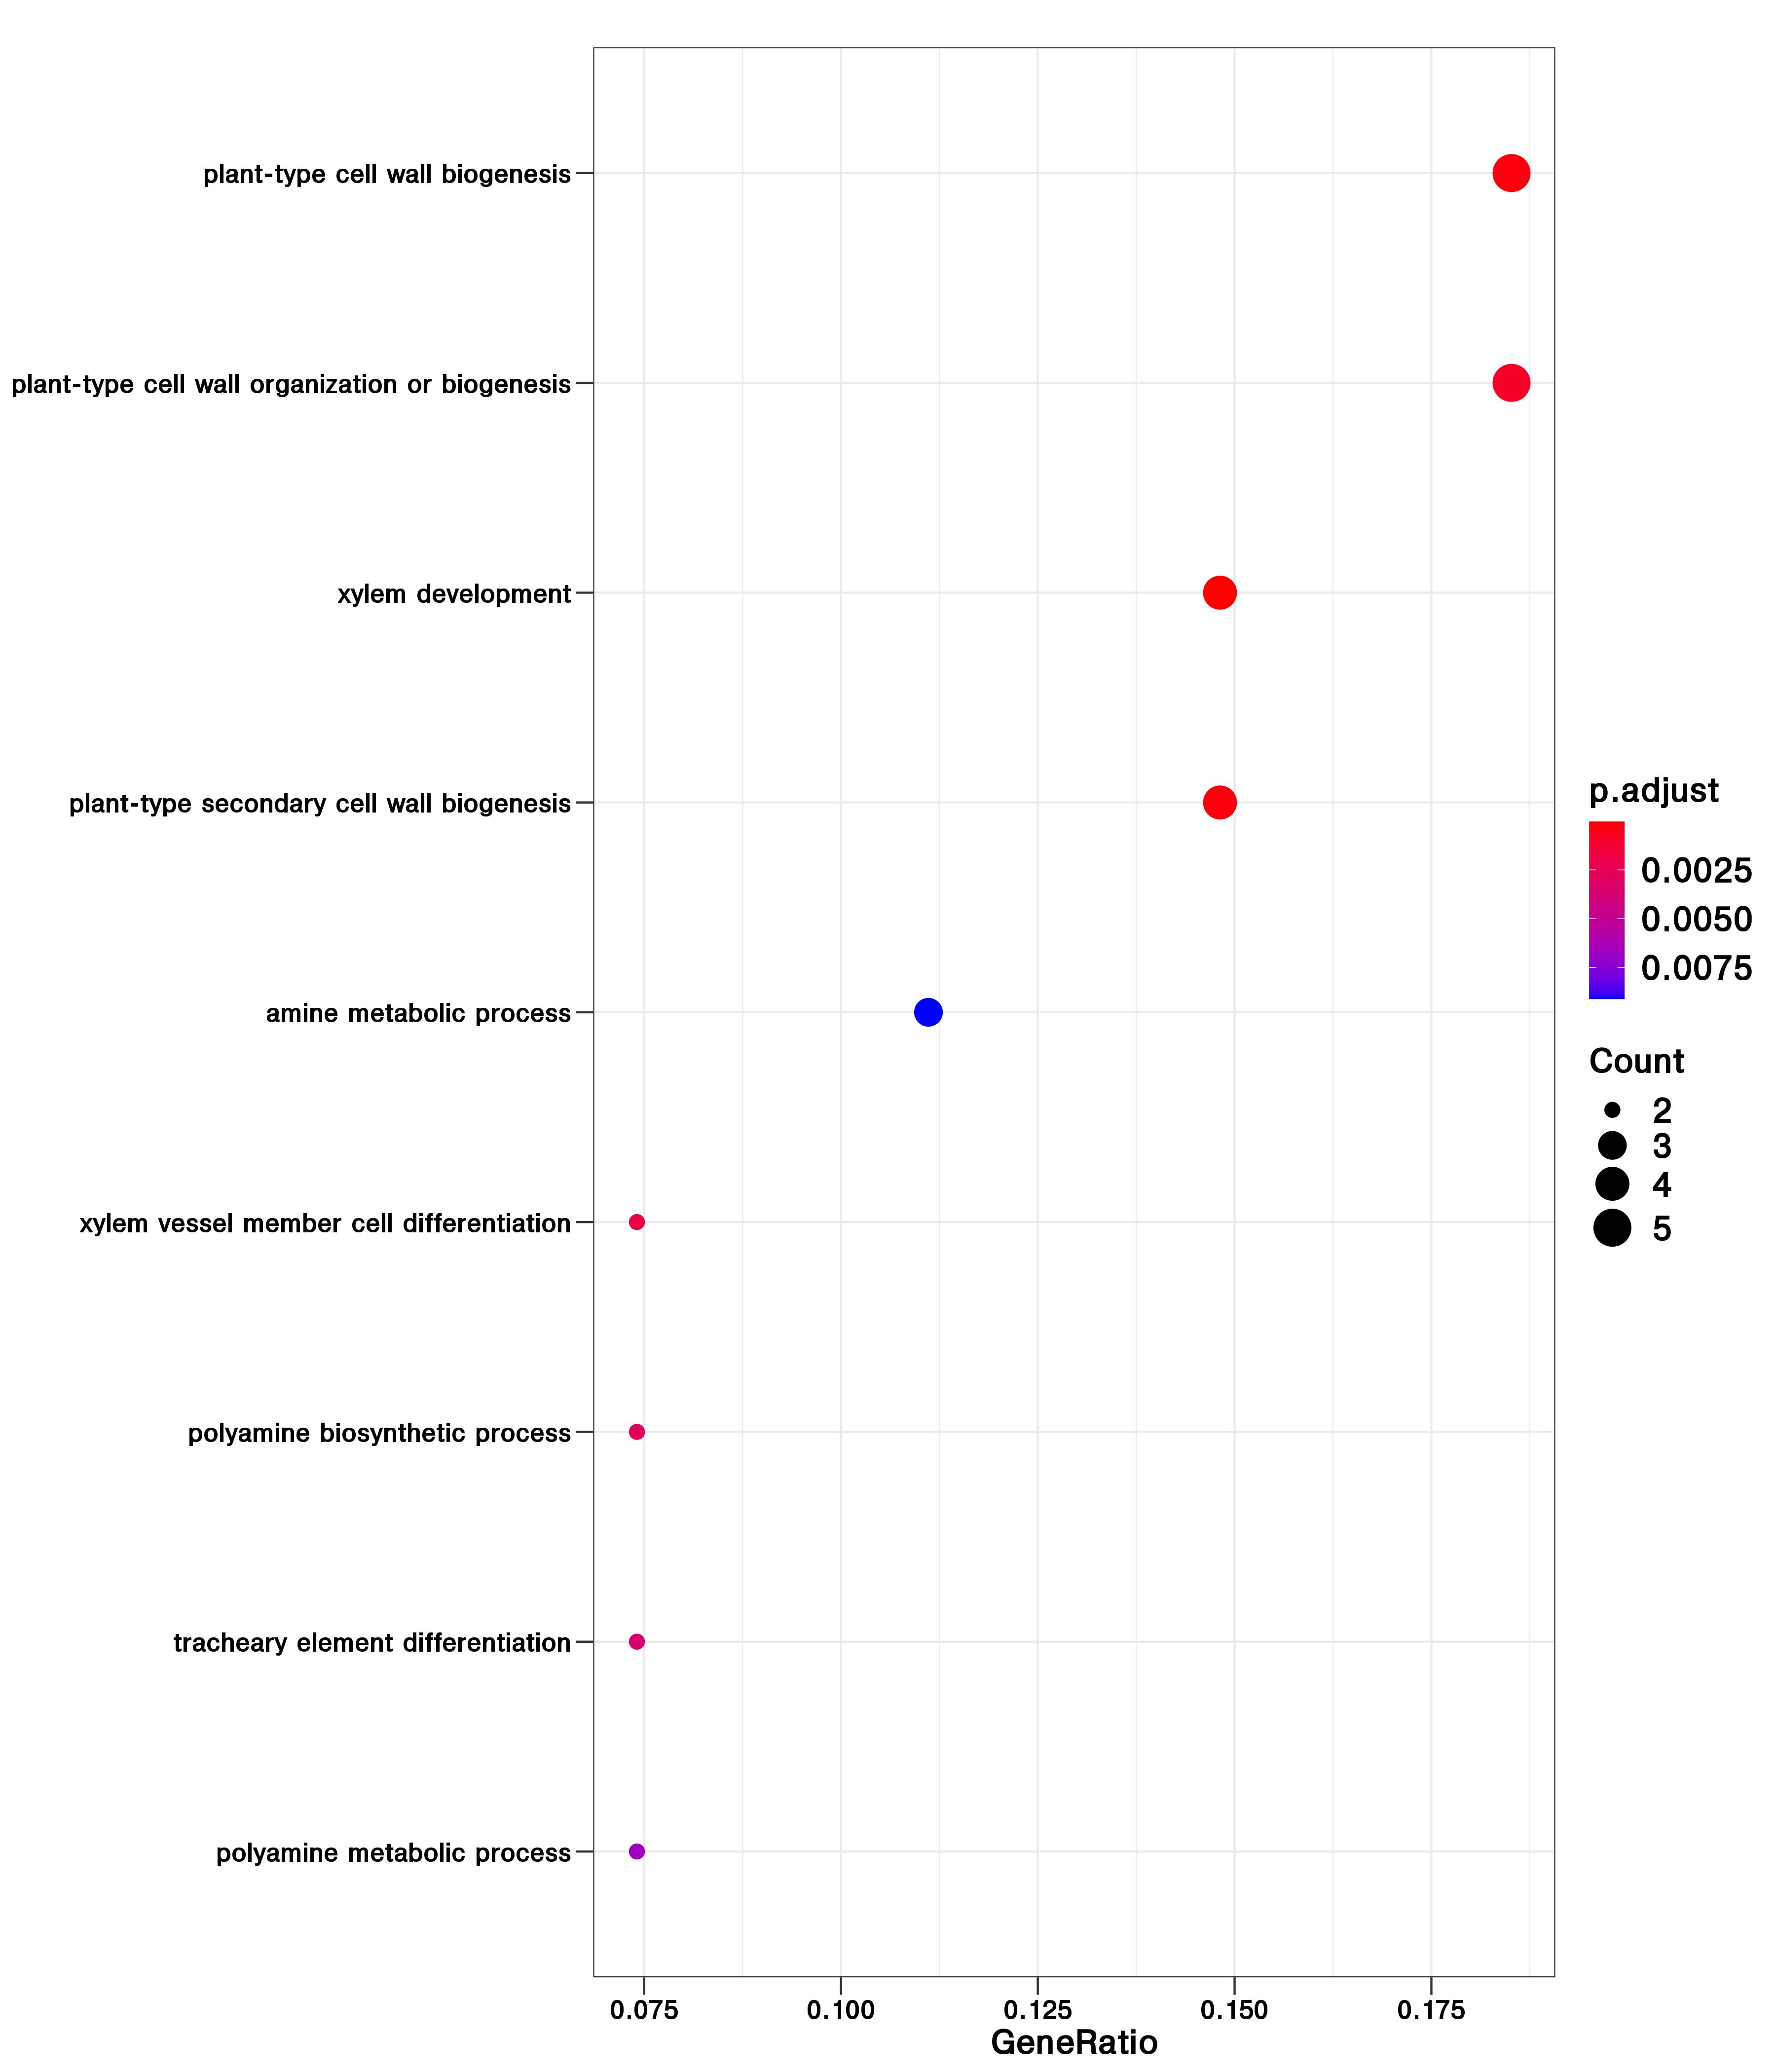 plant-type cell wall biogenesis
plant-type cell wall organization or biogenesis
xylem development
plant-type secondary cell wall biogenesis
amine metabolic process
xylem vessel member cell differentiation
polyamine biosynthetic process
tracheary element differentiation
polyamine metabolic process
0.075 0.100 0.125 0.150 0.175
GeneRatio
p.adjust
0.0025
0.0050
0.0075
Count
2
3
4
5